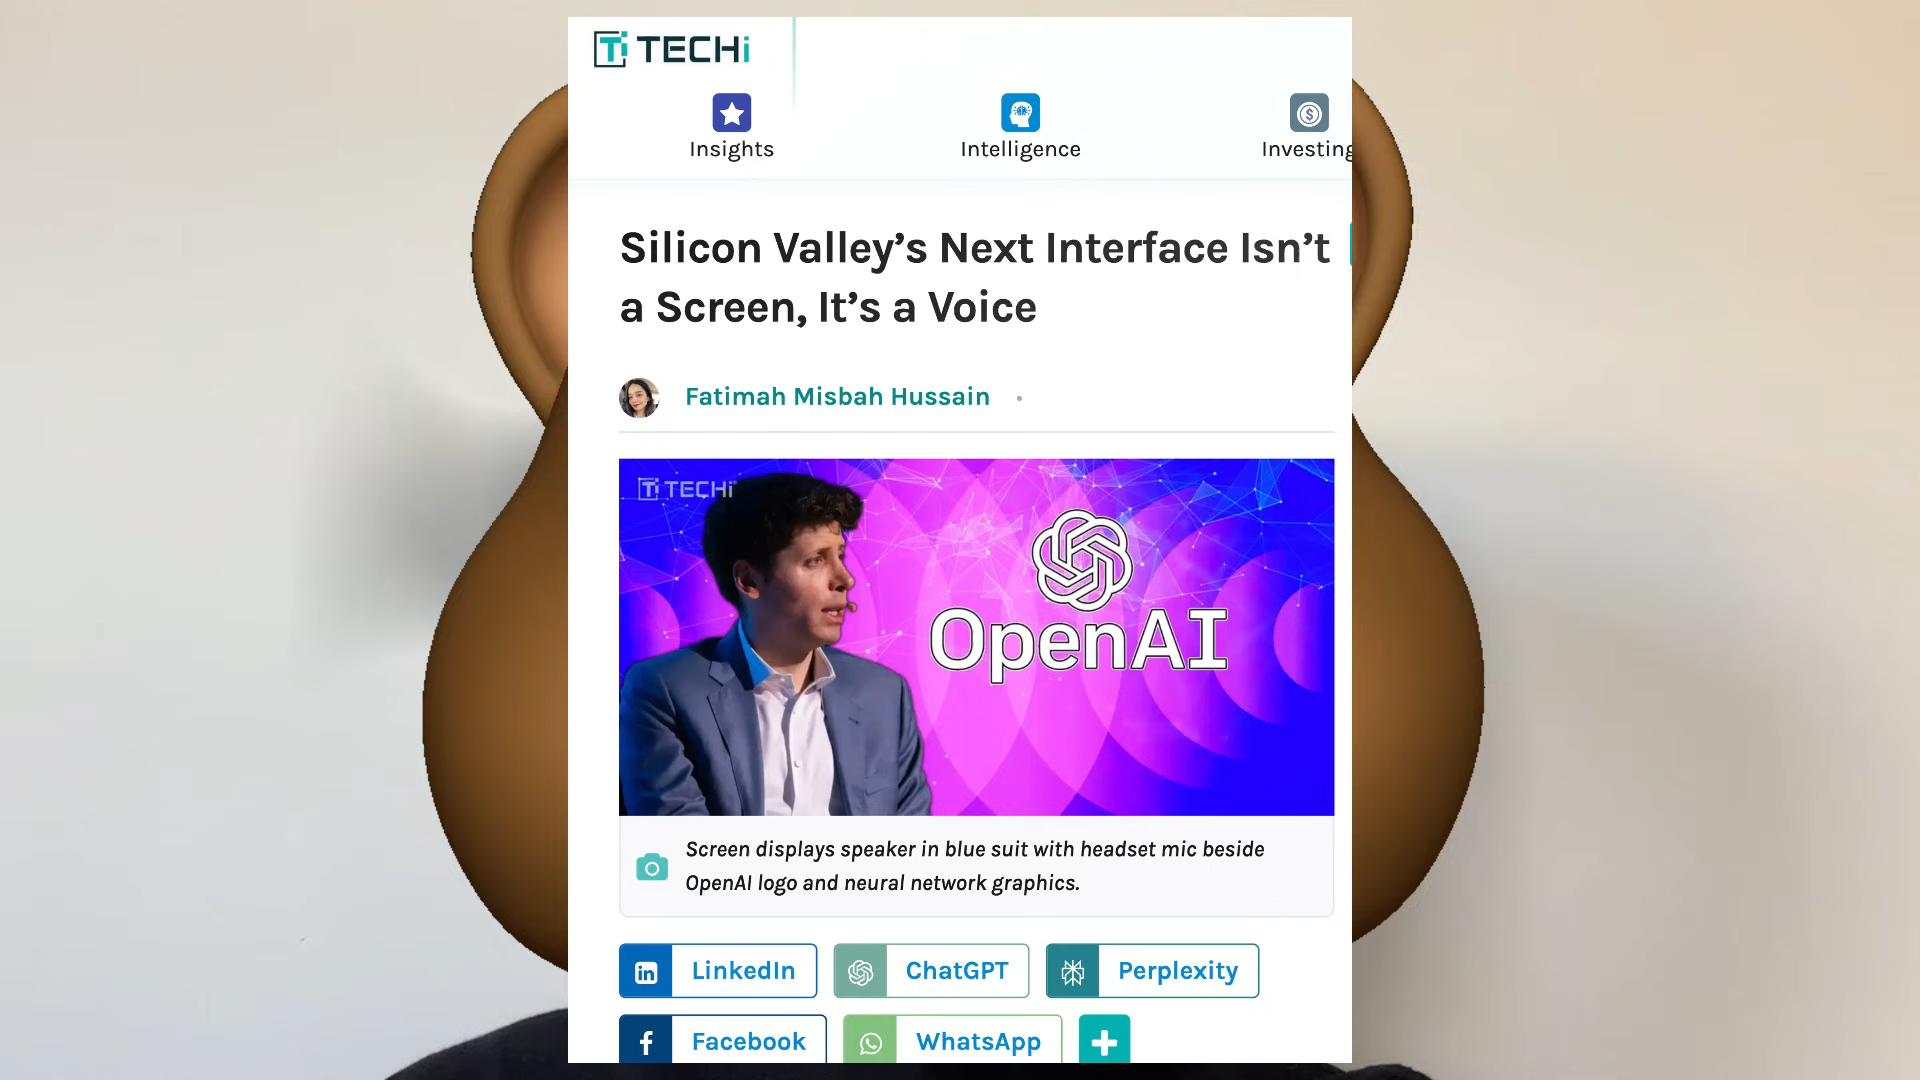 TECHi
Insights
Intelligence
Investing
Silicon Valley’s Next Interface Isn’t
a Screen, It’s a Voice
Fatimah Misbah Hussain
TECHi
OpenAI
Screen displays speaker in blue suit with headset mic beside
OpenAI logo and neural network graphics.
LinkedIn
ChatGPT
Perplexity
Facebook
WhatsApp